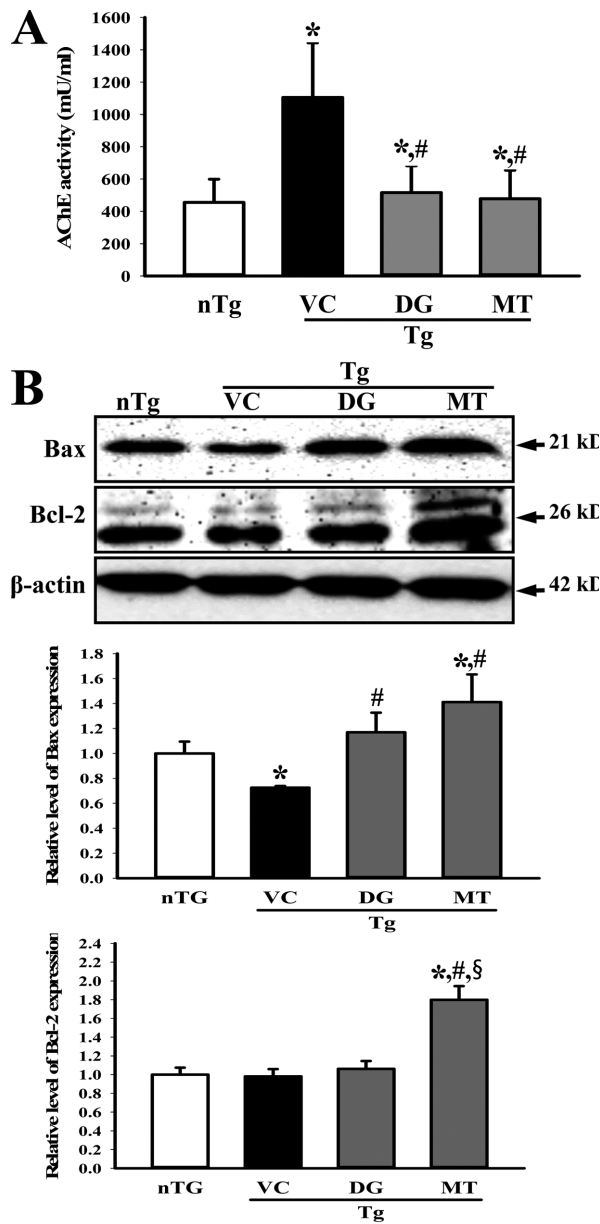 A
AChE activity (mU/ml)
1600
1400
1200
1000
800
600
400
200
0
*
*,#
*,#
nTg VC DG MT
Tg
B
Tg
nTg VC DG MT
Bax 21 kD
Bcl-2 26 kD
β-actin 42 kD
Relative level of Bax expression
1.8
1.6
1.4
1.2
1.0
0.8
0.6
0.4
0.2
0.0
*
#
*,#
nTG VC DG MT
Tg
Relative level of Bcl-2 expression
2.4
2.2
2.0
1.8
1.6
1.4
1.2
1.0
0.8
0.6
0.4
0.2
0.0
*,#,§
nTG VC DG MT
Tg